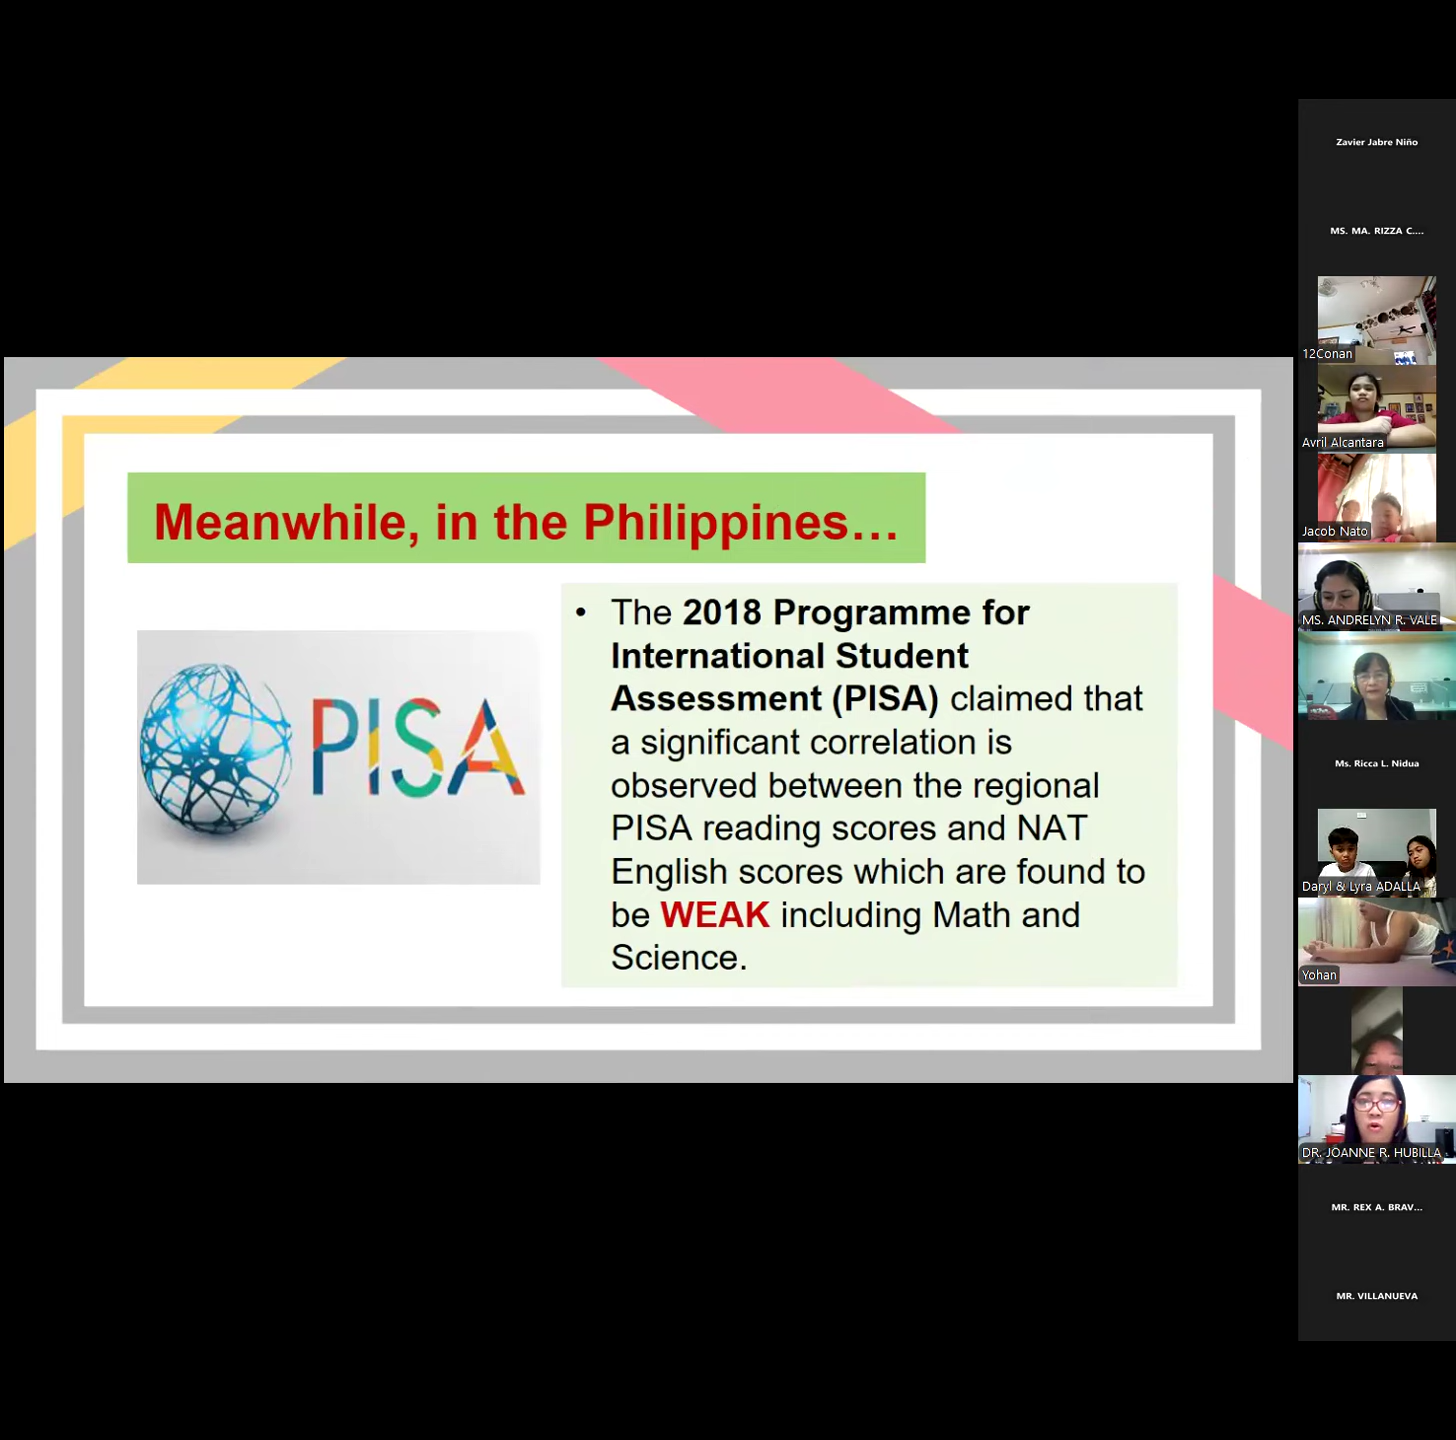 Meanwhile, in the Philippines…
PISA
• The 2018 Programme for
International Student
Assessment (PISA) claimed that
a significant correlation is
observed between the regional
PISA reading scores and NAT
English scores which are found to
be WEAK including Math and
Science.
Zavier Jabre Niño
MS. MA. RIZZA C....
12Conan
Avril Alcantara
Jacob Nato
MS. ANDRELYN R. VALE
Ms. Ricca L. Nidua
Daryl & Lyra ADALLA
Yohan
DR. JOANNE R. HUBILLA
MR. REX A. BRAV...
MR. VILLANUEVA